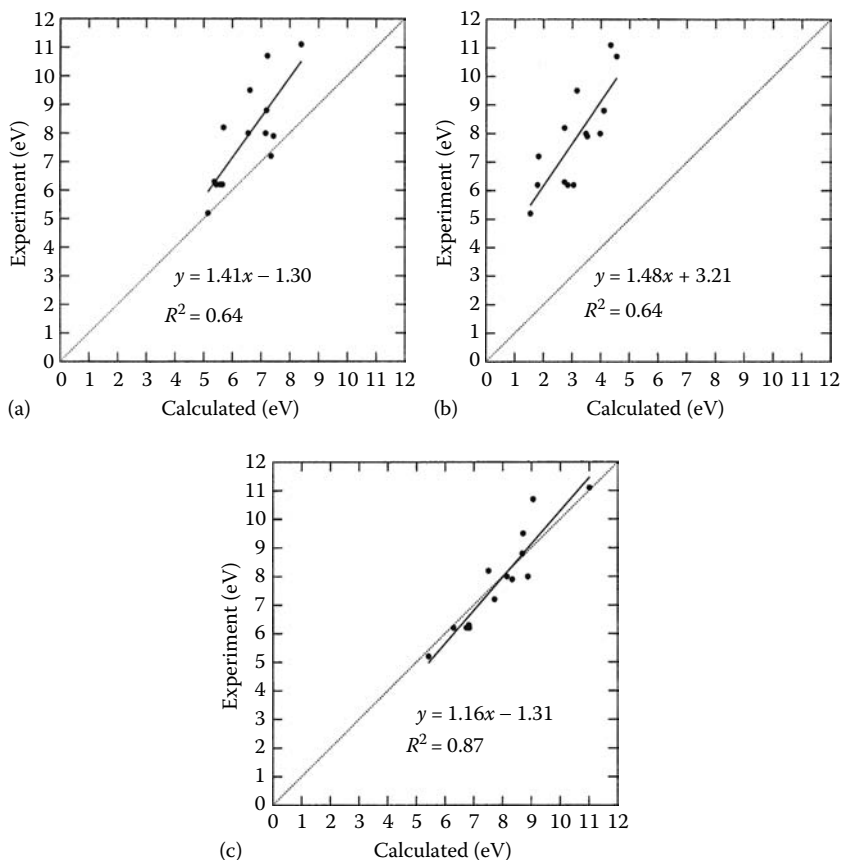 12
11
10
9
8
7
6
5
4
3
2
1
0
Experiment (eV)
y = 1.41x − 1.30
R² = 0.64
0 1 2 3 4 5 6 7 8 9 10 11 12
Calculated (eV)
(a)
12
11
10
9
8
7
6
5
4
3
2
1
0
Experiment (eV)
y = 1.48x + 3.21
R² = 0.64
0 1 2 3 4 5 6 7 8 9 10 11 12
Calculated (eV)
(b)
12
11
10
9
8
7
6
5
4
3
2
1
0
Experiment (eV)
y = 1.16x − 1.31
R² = 0.87
0 1 2 3 4 5 6 7 8 9 10 11 12
Calculated (eV)
(c)